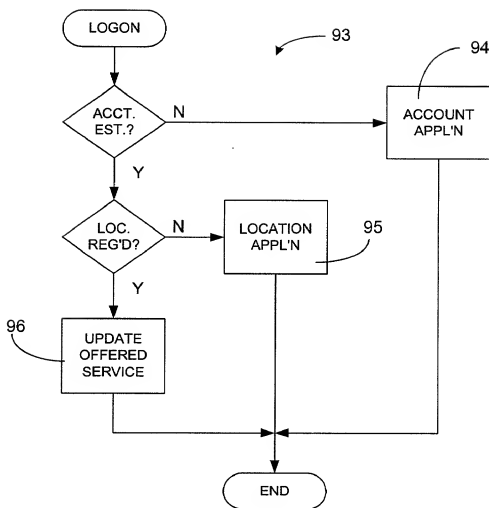 LOGON
93
94
ACCT.
EST.?
N
ACCOUNT
APPL'N
Y
LOC.
REG'D?
N
LOCATION
APPL'N
95
Y
96
UPDATE
OFFERED
SERVICE
END